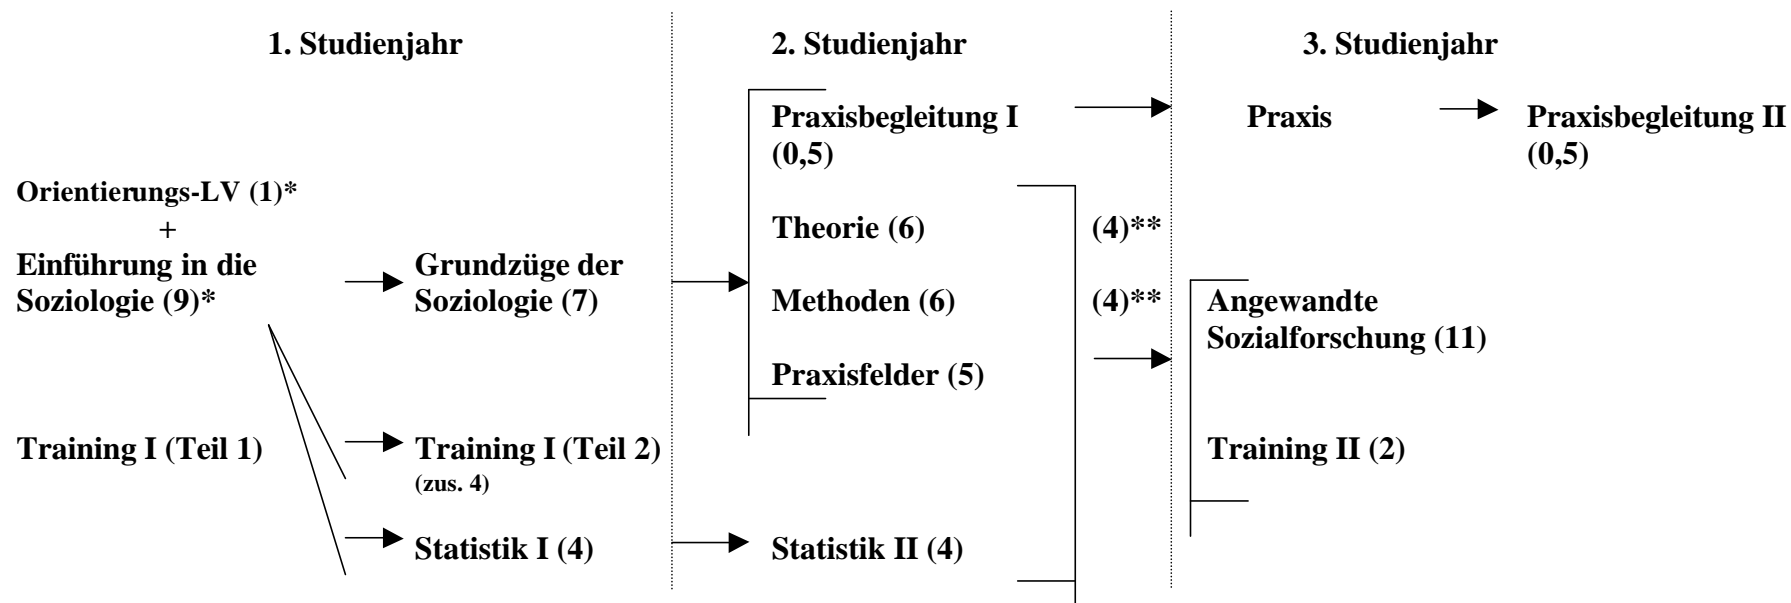 1. Studienjahr
2. Studienjahr
3. Studienjahr
Praxisbegleitung I
(0,5)
Praxis
Praxisbegleitung II
(0,5)
Orientierungs-LV (1)*
+
Einführung in die
Soziologie (9)*
Grundzüge der
Soziologie (7)
Theorie (6)
(4)**
Methoden (6)
(4)**
Praxisfelder (5)
Angewandte
Sozialforschung (11)
Training I (Teil 1)
Training I (Teil 2)
(zus. 4)
Training II (2)
Statistik I (4)
Statistik II (4)